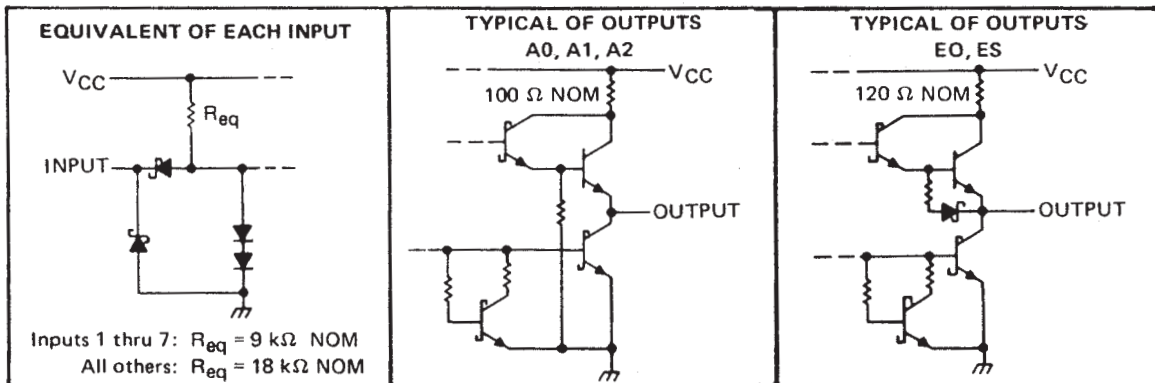 EQUIVALENT OF EACH INPUT
VCC
Req
INPUT
Inputs 1 thru 7: Req = 9 kΩ NOM
All others: Req = 18 kΩ NOM
TYPICAL OF OUTPUTS
A0, A1, A2
VCC
100 Ω NOM
OUTPUT
TYPICAL OF OUTPUTS
EO, ES
VCC
120 Ω NOM
OUTPUT